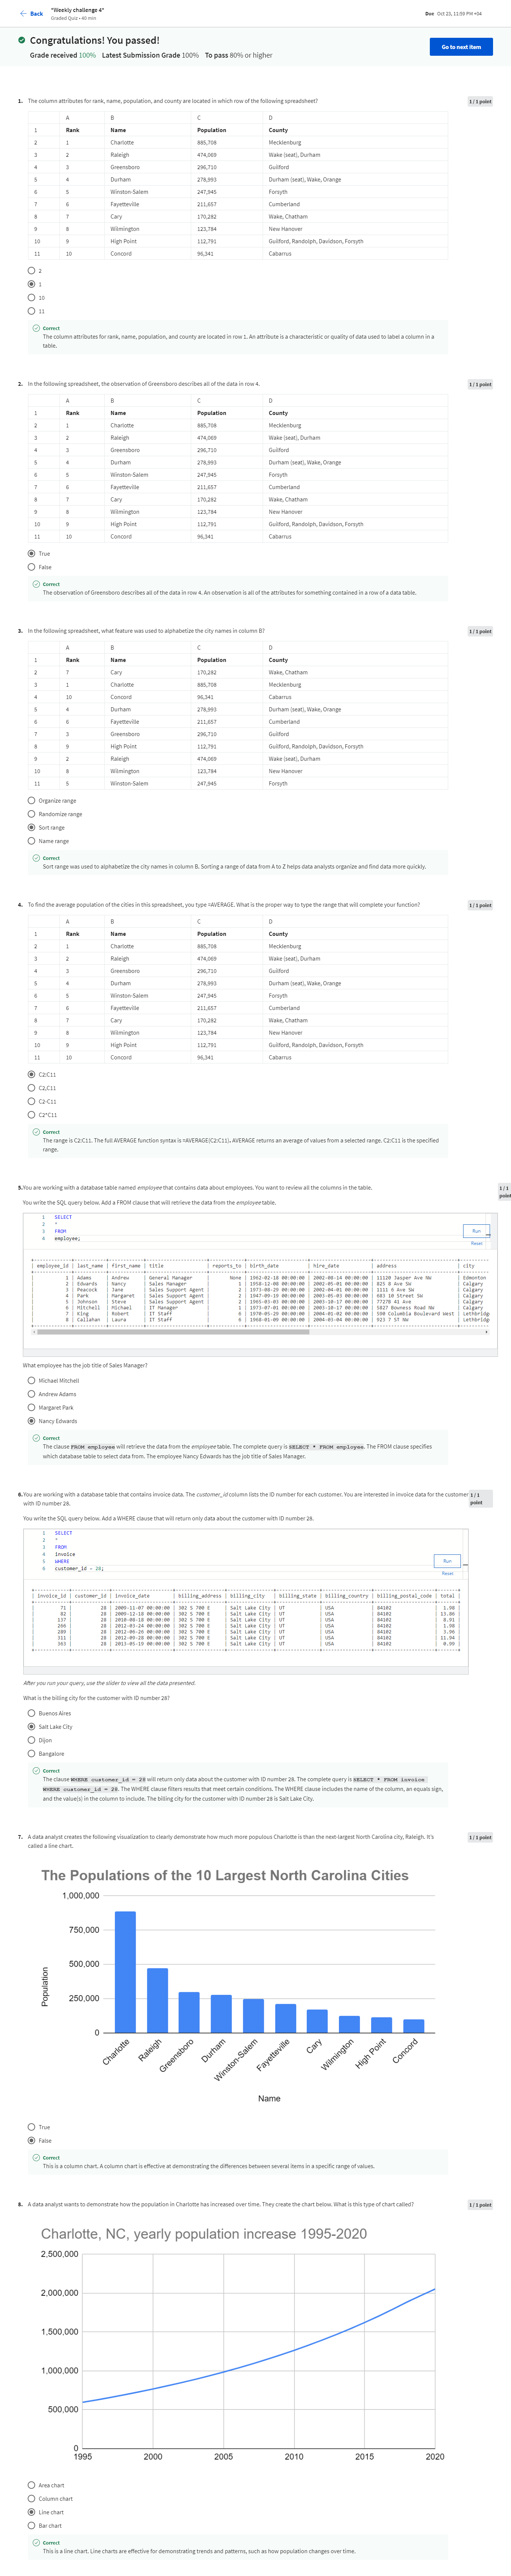 Back
"Weekly challenge 4"
Graded Quiz • 40 min
Due Oct 23, 11:59 PM +04
Congratulations! You passed!
Grade received 100% Latest Submission Grade 100% To pass 80% or higher
Go to next item
1. The column attributes for rank, name, population, and county are located in which row of the following spreadsheet?
1 / 1 point
A B C D
1 Rank Name Population County
2 1 Charlotte 885,708 Mecklenburg
3 2 Raleigh 474,069 Wake (seat), Durham
4 3 Greensboro 296,710 Guilford
5 4 Durham 278,993 Durham (seat), Wake, Orange
6 5 Winston-Salem 247,945 Forsyth
7 6 Fayetteville 211,657 Cumberland
8 7 Cary 170,282 Wake, Chatham
9 8 Wilmington 123,784 New Hanover
10 9 High Point 112,791 Guilford, Randolph, Davidson, Forsyth
11 10 Concord 96,341 Cabarrus
2
1
10
11
Correct
The column attributes for rank, name, population, and county are located in row 1. An attribute is a characteristic or quality of data used to label a column in a
table.
2. In the following spreadsheet, the observation of Greensboro describes all of the data in row 4.
1 / 1 point
A B C D
1 Rank Name Population County
2 1 Charlotte 885,708 Mecklenburg
3 2 Raleigh 474,069 Wake (seat), Durham
4 3 Greensboro 296,710 Guilford
5 4 Durham 278,993 Durham (seat), Wake, Orange
6 5 Winston-Salem 247,945 Forsyth
7 6 Fayetteville 211,657 Cumberland
8 7 Cary 170,282 Wake, Chatham
9 8 Wilmington 123,784 New Hanover
10 9 High Point 112,791 Guilford, Randolph, Davidson, Forsyth
11 10 Concord 96,341 Cabarrus
True
False
Correct
The observation of Greensboro describes all of the data in row 4. An observation is all of the attributes for something contained in a row of a data table.
3. In the following spreadsheet, what feature was used to alphabetize the city names in column B?
1 / 1 point
A B C D
1 Rank Name Population County
2 7 Cary 170,282 Wake, Chatham
3 1 Charlotte 885,708 Mecklenburg
4 10 Concord 96,341 Cabarrus
5 4 Durham 278,993 Durham (seat), Wake, Orange
6 6 Fayetteville 211,657 Cumberland
7 3 Greensboro 296,710 Guilford
8 9 High Point 112,791 Guilford, Randolph, Davidson, Forsyth
9 2 Raleigh 474,069 Wake (seat), Durham
10 8 Wilmington 123,784 New Hanover
11 5 Winston-Salem 247,945 Forsyth
Organize range
Randomize range
Sort range
Name range
Correct
Sort range was used to alphabetize the city names in column B. Sorting a range of data from A to Z helps data analysts organize and find data more quickly.
4. To find the average population of the cities in this spreadsheet, you type =AVERAGE. What is the proper way to type the range that will complete your function?
1 / 1 point
A B C D
1 Rank Name Population County
2 1 Charlotte 885,708 Mecklenburg
3 2 Raleigh 474,069 Wake (seat), Durham
4 3 Greensboro 296,710 Guilford
5 4 Durham 278,993 Durham (seat), Wake, Orange
6 5 Winston-Salem 247,945 Forsyth
7 6 Fayetteville 211,657 Cumberland
8 7 Cary 170,282 Wake, Chatham
9 8 Wilmington 123,784 New Hanover
10 9 High Point 112,791 Guilford, Randolph, Davidson, Forsyth
11 10 Concord 96,341 Cabarrus
C2:C11
C2,C11
C2-C11
C2*C11
Correct
The range is C2:C11. The full AVERAGE function syntax is =AVERAGE(C2:C11). AVERAGE returns an average of values from a selected range. C2:C11 is the specified
range.
5. You are working with a database table named employee that contains data about employees. You want to review all the columns in the table.
1 / 1 point
You write the SQL query below. Add a FROM clause that will retrieve the data from the employee table.
1 SELECT
2 *
3 FROM
4 employee;
Run
Reset
| employee_id | last_name | first_name | title | reports_to | birth_date | hire_date | address | city
| 1 | Adams | Andrew | General Manager | None | 1962-02-18 00:00:00 | 2002-08-14 00:00:00 | 11120 Jasper Ave NW | Edmonton
| 2 | Edwards | Nancy | Sales Manager | 1 | 1958-12-08 00:00:00 | 2002-05-01 00:00:00 | 825 8 Ave SW | Calgary
| 3 | Peacock | Jane | Sales Support Agent | 2 | 1973-08-29 00:00:00 | 2002-04-01 00:00:00 | 1111 6 Ave SW | Calgary
| 4 | Park | Margaret | Sales Support Agent | 2 | 1947-09-19 00:00:00 | 2003-05-03 00:00:00 | 683 10 Street SW | Calgary
| 5 | Johnson | Steve | Sales Support Agent | 2 | 1965-03-03 00:00:00 | 2003-10-17 00:00:00 | 7727B 41 Ave | Calgary
| 6 | Mitchell | Michael | IT Manager | 1 | 1973-07-01 00:00:00 | 2003-10-17 00:00:00 | 5827 Bowness Road NW | Calgary
| 7 | King | Robert | IT Staff | 6 | 1970-05-29 00:00:00 | 2004-01-02 00:00:00 | 590 Columbia Boulevard West | Lethbridg
| 8 | Callahan | Laura | IT Staff | 6 | 1968-01-09 00:00:00 | 2004-03-04 00:00:00 | 923 7 ST NW | Lethbridg
What employee has the job title of Sales Manager?
Michael Mitchell
Andrew Adams
Margaret Park
Nancy Edwards
Correct
The clause FROM employee will retrieve the data from the employee table. The complete query is SELECT * FROM employee. The FROM clause specifies
which database table to select data from. The employee Nancy Edwards has the job title of Sales Manager.
6. You are working with a database table that contains invoice data. The customer_id column lists the ID number for each customer. You are interested in invoice data for the customer
with ID number 28.
1 / 1 point
You write the SQL query below. Add a WHERE clause that will return only data about the customer with ID number 28.
1 SELECT
2 *
3 FROM
4 invoice
5 WHERE
6 customer_id = 28;
Run
Reset
| invoice_id | customer_id | invoice_date | billing_address | billing_city | billing_state | billing_country | billing_postal_code | total |
| 71 | 28 | 2009-11-07 00:00:00 | 302 S 700 E | Salt Lake City | UT | USA | 84102 | 1.98 |
| 82 | 28 | 2009-12-18 00:00:00 | 302 S 700 E | Salt Lake City | UT | USA | 84102 | 13.86 |
| 137 | 28 | 2010-08-18 00:00:00 | 302 S 700 E | Salt Lake City | UT | USA | 84102 | 8.91 |
| 266 | 28 | 2012-03-24 00:00:00 | 302 S 700 E | Salt Lake City | UT | USA | 84102 | 1.98 |
| 289 | 28 | 2012-06-26 00:00:00 | 302 S 700 E | Salt Lake City | UT | USA | 84102 | 3.96 |
| 311 | 28 | 2012-09-28 00:00:00 | 302 S 700 E | Salt Lake City | UT | USA | 84102 | 11.94 |
| 363 | 28 | 2013-05-19 00:00:00 | 302 S 700 E | Salt Lake City | UT | USA | 84102 | 0.99 |
After you run your query, use the slider to view all the data presented.
What is the billing city for the customer with ID number 28?
Buenos Aires
Salt Lake City
Dijon
Bangalore
Correct
The clause WHERE customer_id = 28 will return only data about the customer with ID number 28. The complete query is SELECT * FROM invoice
WHERE customer_id = 28. The WHERE clause filters results that meet certain conditions. The WHERE clause includes the name of the column, an equals sign,
and the value(s) in the column to include. The billing city for the customer with ID number 28 is Salt Lake City.
7. A data analyst creates the following visualization to clearly demonstrate how much more populous Charlotte is than the next-largest North Carolina city, Raleigh. It's
called a line chart.
1 / 1 point
The Populations of the 10 Largest North Carolina Cities
1,000,000
750,000
500,000
250,000
0
Population
Charlotte
Raleigh
Greensboro
Durham
Winston-Salem
Fayetteville
Cary
Wilmington
High Point
Concord
Name
True
False
Correct
This is a column chart. A column chart is effective at demonstrating the differences between several items in a specific range of values.
8. A data analyst wants to demonstrate how the population in Charlotte has increased over time. They create the chart below. What is this type of chart called?
1 / 1 point
Charlotte, NC, yearly population increase 1995-2020
2,500,000
2,000,000
1,500,000
1,000,000
500,000
0
1995 2000 2005 2010 2015 2020
Area chart
Column chart
Line chart
Bar chart
Correct
This is a line chart. Line charts are effective for demonstrating trends and patterns, such as how population changes over time.